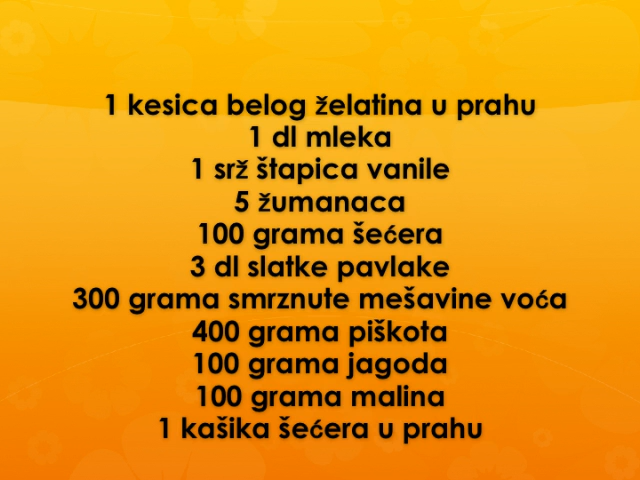 1 kesica belog želatina u prahu
1 dl mleka
1 srž štapica vanile
5 žumanaca
100 grama šećera
3 dl slatke pavlake
300 grama smrznute mešavine voća
400 grama piškota
100 grama jagoda
100 grama malina
1 kašika šećera u prahu